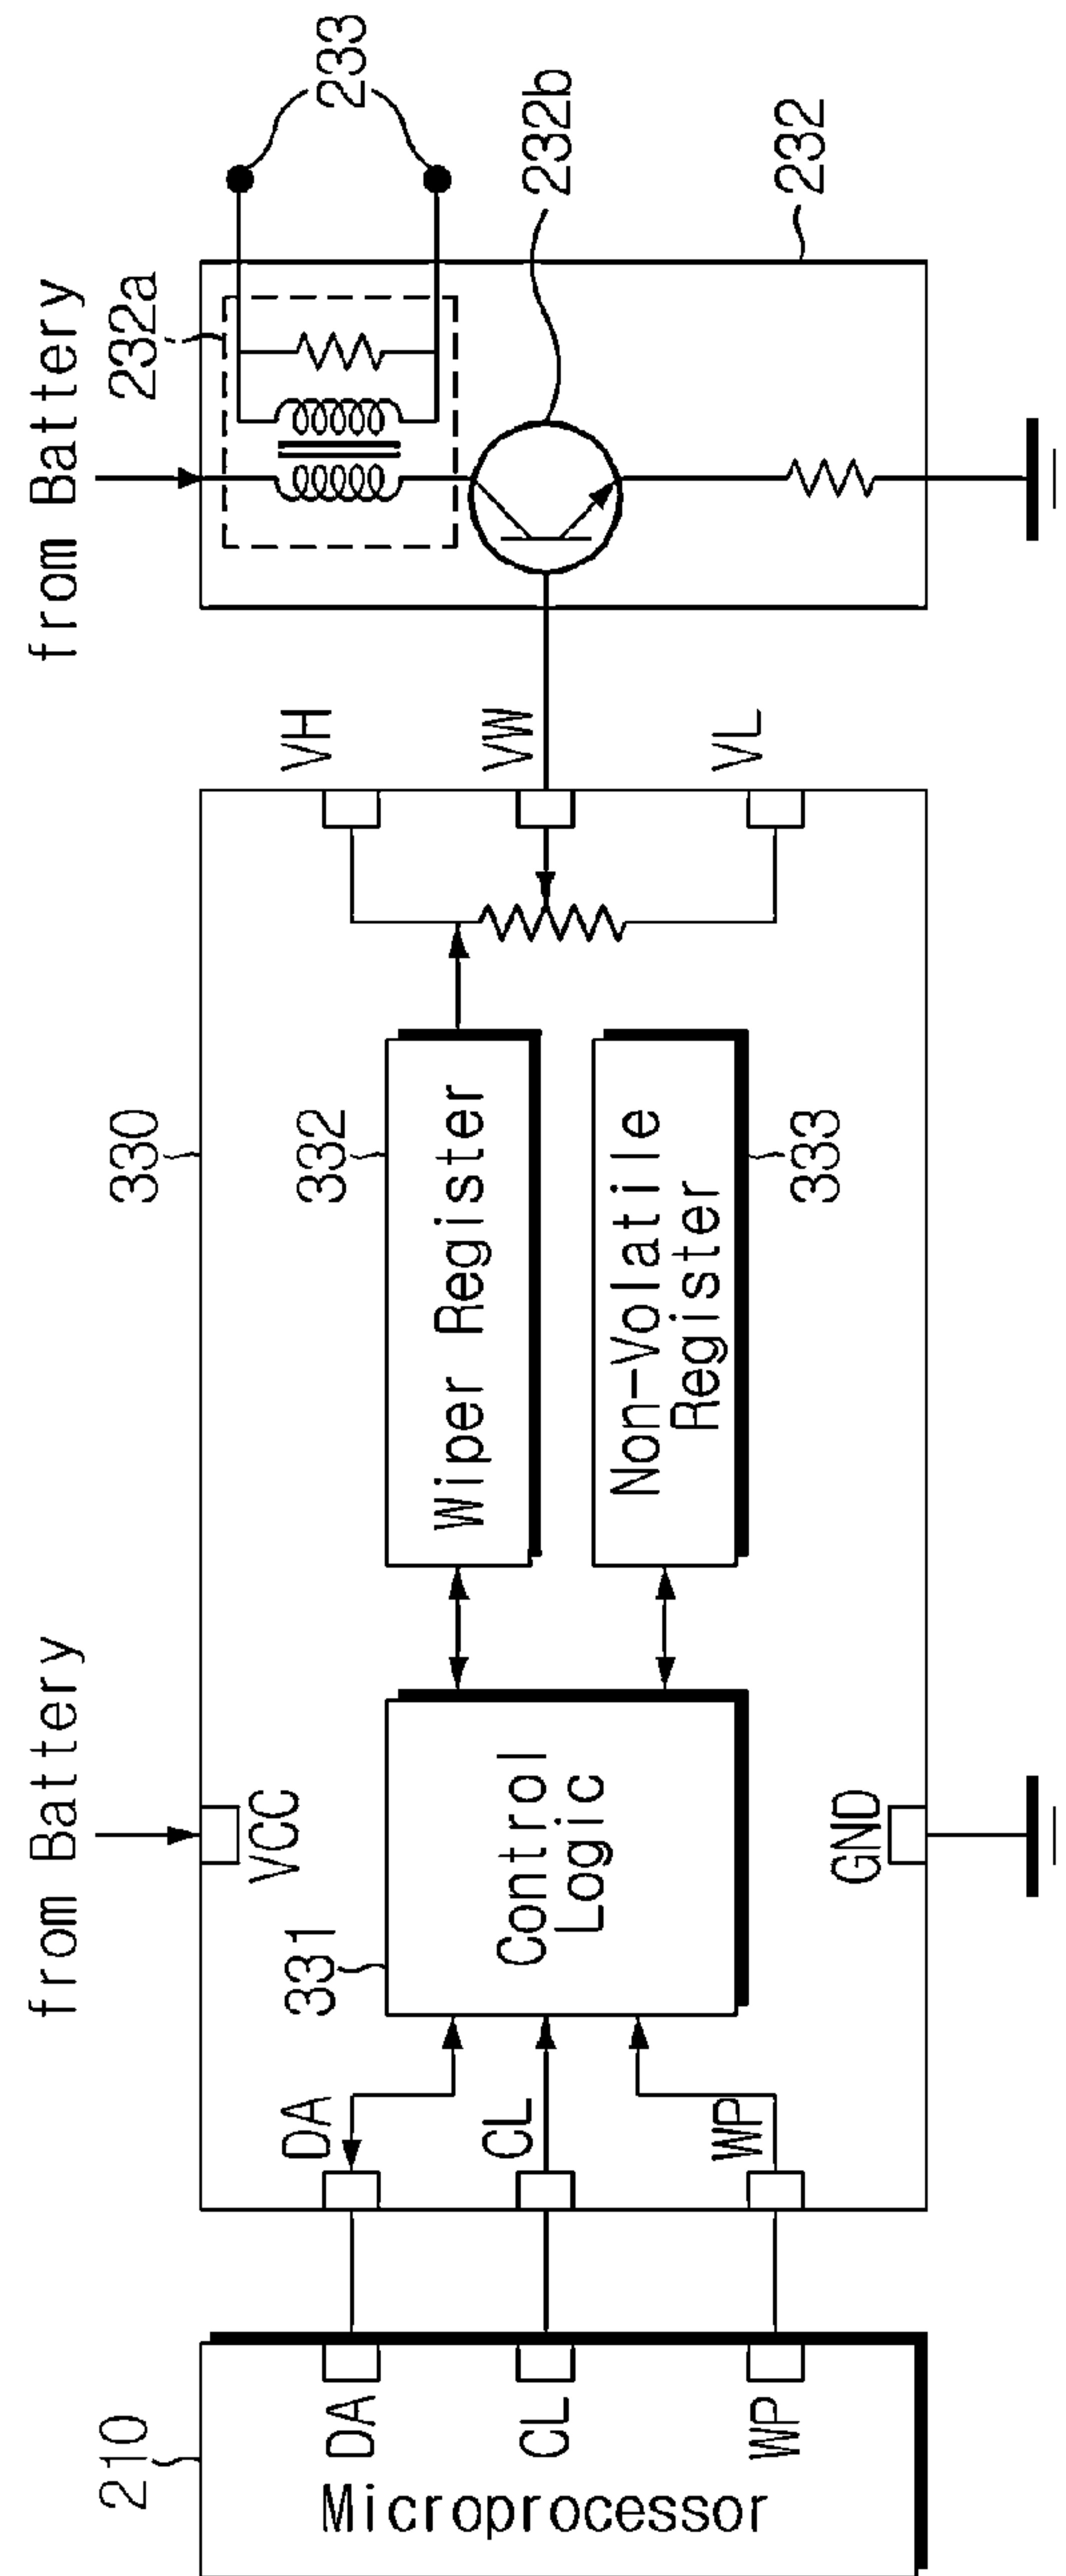 from Battery
from Battery
210
Microprocessor
DA
CL
WP
DA
CL
WP
331
Control
Logic
VCC
GND
330
332
Wiper Register
Non-Volatile
Register
333
VH
VW
VL
232a
233
232b
232